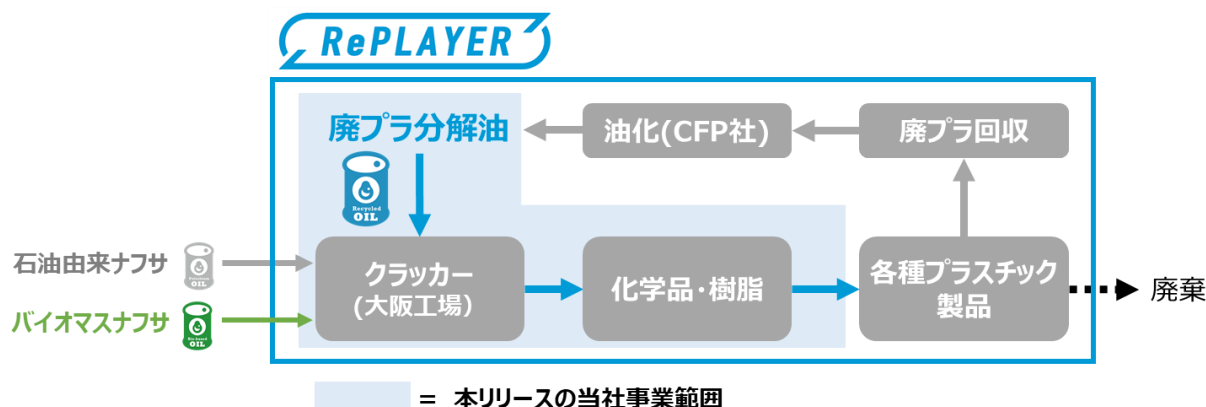 RePLAYER
廃プラ分解油
油化(CFP社)
廃プラ回収
Recycled
OIL
石油由来ナフサ
OIL
バイオマスナフサ
OIL
クラッカー
(大阪工場)
化学品・樹脂
各種プラスチック
製品
廃棄
= 本リリースの当社事業範囲